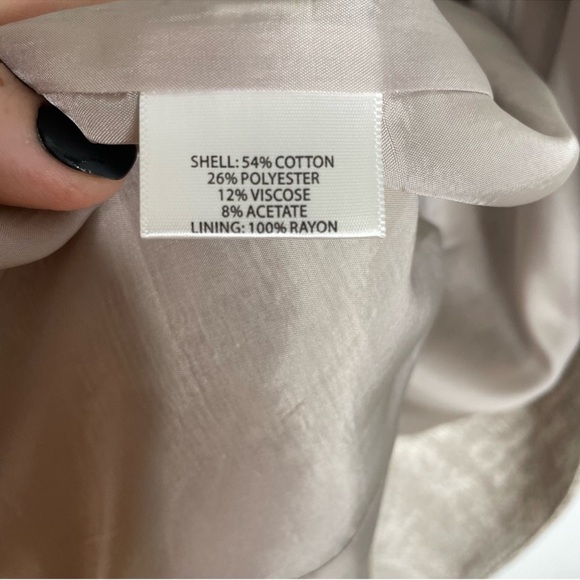 SHELL: 54% COTTON
26% POLYESTER
12% VISCOSE
8% ACETATE
LINING: 100% RAYON